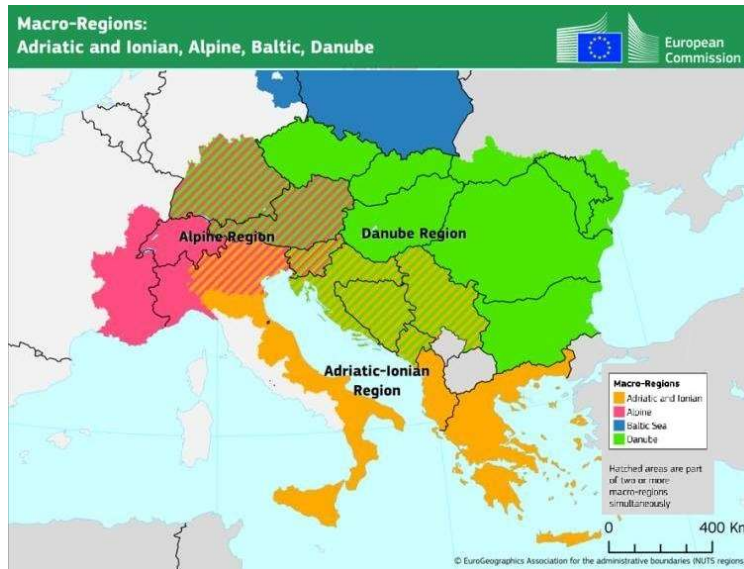 Macro-Regions:
Adriatic and Ionian, Alpine, Baltic, Danube
European
Commission
Alpine Region
Danube Region
Adriatic-Ionian
Region
Macro-Regions
Adriatic and Ionian
Alpine
Baltic Sea
Danube
Hatched areas are part
of two or more
macro-regions
simultaneously
0 400 Km
© EuroGeographics Association for the administrative boundaries (NUTS regions)